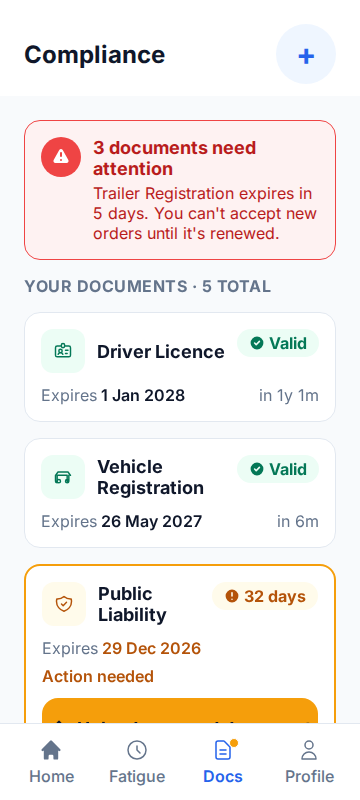 Compliance
+
3 documents need
attention
Trailer Registration expires in
5 days. You can't accept new
orders until it's renewed.
YOUR DOCUMENTS · 5 TOTAL
Driver Licence
Valid
Expires 1 Jan 2028
in 1y 1m
Vehicle
Registration
Valid
Expires 26 May 2027
in 6m
Public
Liability
32 days
Expires 29 Dec 2026
Action needed
Home
Fatigue
Docs
Profile